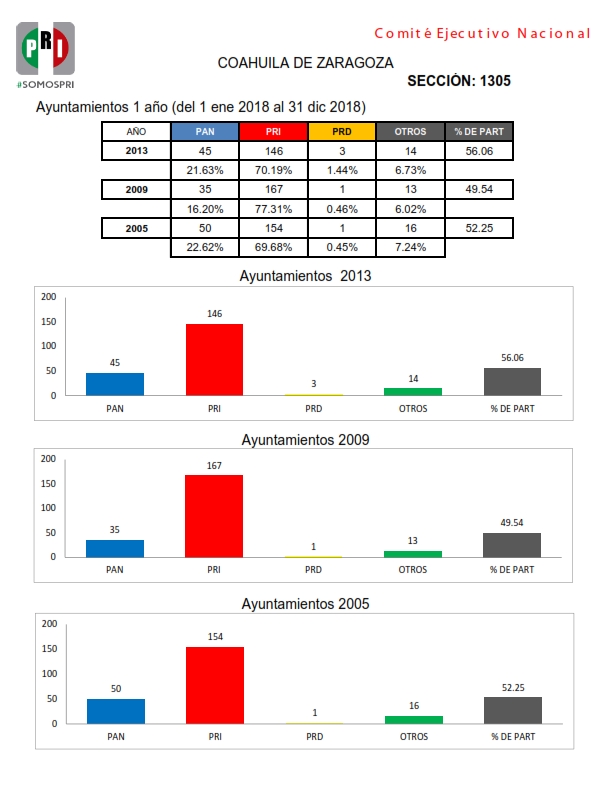 Comité Ejecutivo Nacional
PRI
#SOMOSPRI
COAHUILA DE ZARAGOZA
SECCIÓN: 1305
Ayuntamientos 1 año (del 1 ene 2018 al 31 dic 2018)
AÑO PAN PRI PRD OTROS % DE PART
2013 45 146 3 14 56.06
21.63% 70.19% 1.44% 6.73%
2009 35 167 1 13 49.54
16.20% 77.31% 0.46% 6.02%
2005 50 154 1 16 52.25
22.62% 69.68% 0.45% 7.24%
Ayuntamientos 2013
200
150
100
50
0
45 146 3 14 56.06
PAN PRI PRD OTROS % DE PART
Ayuntamientos 2009
200
150
100
50
0
35 167 1 13 49.54
PAN PRI PRD OTROS % DE PART
Ayuntamientos 2005
200
150
100
50
0
50 154 1 16 52.25
PAN PRI PRD OTROS % DE PART